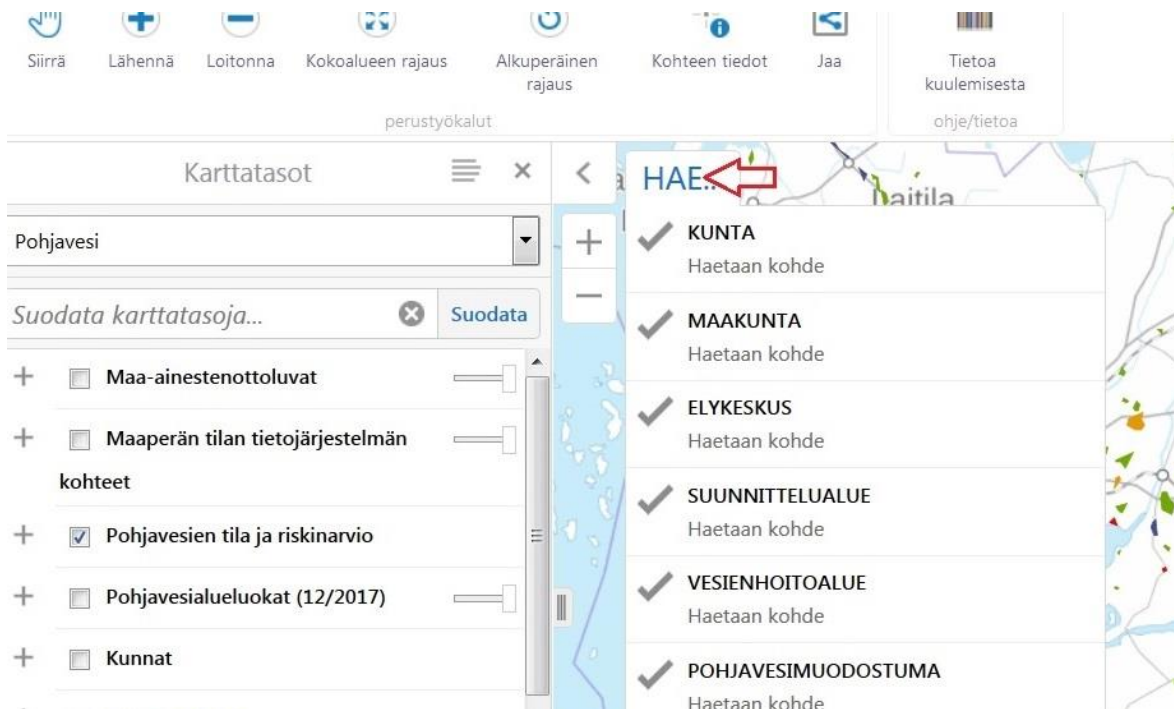 Siirrä
Lähennä
Loitonna
Kokoalueen rajaus
Alkuperäinen
rajaus
Kohteen tiedot
Jaa
Tietoa
kuulemisesta
perustyökalut
ohje/tietoa
Karttatasot
Pohjavesi
Suodata karttatasoja...
Suodata
Maa-ainestenottoluvat
Maaperän tilan tietojärjestelmän
kohteet
Pohjavesien tila ja riskinarvio
Pohjavesialueluokat (12/2017)
Kunnat
HAE..
Laitila
KUNTA
Haetaan kohde
MAAKUNTA
Haetaan kohde
ELYKESKUS
Haetaan kohde
SUUNNITTELUALUE
Haetaan kohde
VESIENHOITOALUE
Haetaan kohde
POHJAVESIMUODOSTUMA
Haetaan kohde